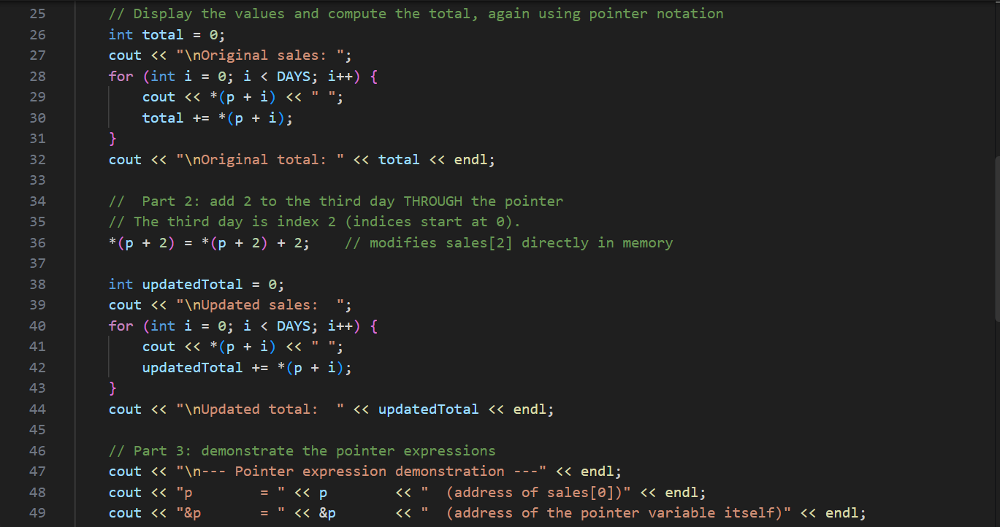 25 // Display the values and compute the total, again using pointer notation
26 int total = 0;
27 cout << "\nOriginal sales: ";
28 for (int i = 0; i < DAYS; i++) {
29     cout << *(p + i) << " ";
30     total += *(p + i);
31 }
32 cout << "\nOriginal total: " << total << endl;
33
34 //  Part 2: add 2 to the third day THROUGH the pointer
35 // The third day is index 2 (indices start at 0).
36 *(p + 2) = *(p + 2) + 2;    // modifies sales[2] directly in memory
37
38 int updatedTotal = 0;
39 cout << "\nUpdated sales:  ";
40 for (int i = 0; i < DAYS; i++) {
41     cout << *(p + i) << " ";
42     updatedTotal += *(p + i);
43 }
44 cout << "\nUpdated total:  " << updatedTotal << endl;
45
46 // Part 3: demonstrate the pointer expressions
47 cout << "\n--- Pointer expression demonstration ---" << endl;
48 cout << "p        = " << p        << "  (address of sales[0])" << endl;
49 cout << "&p       = " << &p       << "  (address of the pointer variable itself)" << endl;